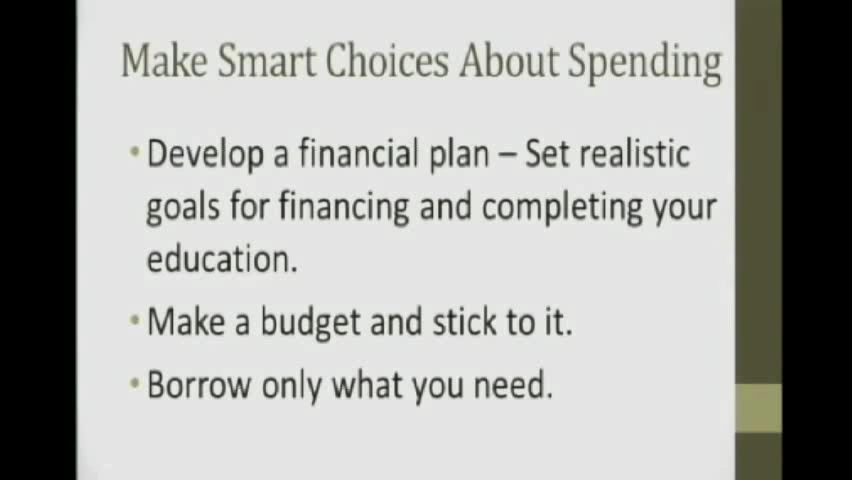 Make Smart Choices About Spending
•Develop a financial plan – Set realistic
goals for financing and completing your
education.
•Make a budget and stick to it.
•Borrow only what you need.